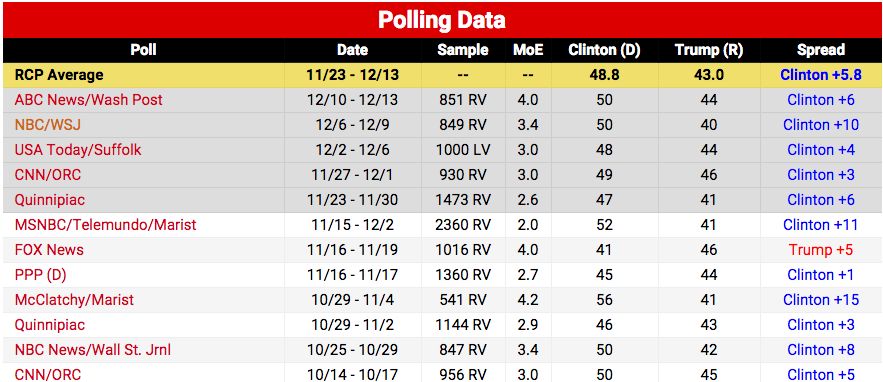 Polling Data
Poll Date Sample MoE Clinton (D) Trump (R) Spread
RCP Average 11/23 - 12/13 -- -- 48.8 43.0 Clinton +5.8
ABC News/Wash Post 12/10 - 12/13 851 RV 4.0 50 44 Clinton +6
NBC/WSJ 12/6 - 12/9 849 RV 3.4 50 40 Clinton +10
USA Today/Suffolk 12/2 - 12/6 1000 LV 3.0 48 44 Clinton +4
CNN/ORC 11/27 - 12/1 930 RV 3.0 49 46 Clinton +3
Quinnipiac 11/23 - 11/30 1473 RV 2.6 47 41 Clinton +6
MSNBC/Telemundo/Marist 11/15 - 12/2 2360 RV 2.0 52 41 Clinton +11
FOX News 11/16 - 11/19 1016 RV 4.0 41 46 Trump +5
PPP (D) 11/16 - 11/17 1360 RV 2.7 45 44 Clinton +1
McClatchy/Marist 10/29 - 11/4 541 RV 4.2 56 41 Clinton +15
Quinnipiac 10/29 - 11/2 1144 RV 2.9 46 43 Clinton +3
NBC News/Wall St. Jrnl 10/25 - 10/29 847 RV 3.4 50 42 Clinton +8
CNN/ORC 10/14 - 10/17 956 RV 3.0 50 45 Clinton +5